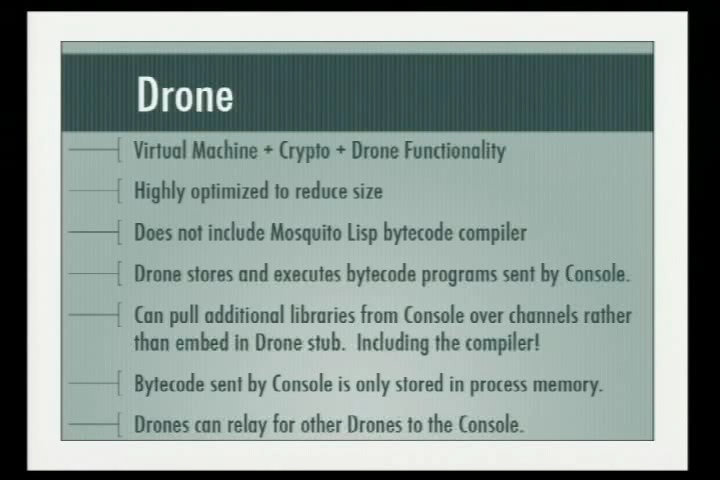 Drone
Virtual Machine + Crypto + Drone Functionality
Highly optimized to reduce size
Does not include Mosquito Lisp bytecode compiler
Drone stores and executes bytecode programs sent by Console.
Can pull additional libraries from Console over channels rather
than embed in Drone stub. Including the compiler!
Bytecode sent by Console is only stored in process memory.
Drones can relay for other Drones to the Console.